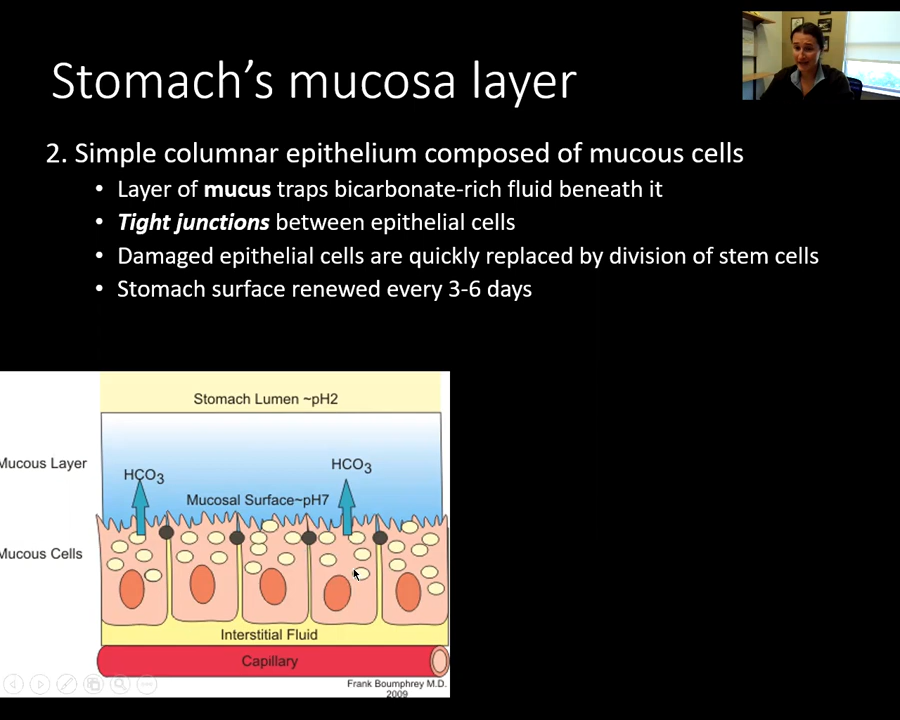 Stomach's mucosa layer
2. Simple columnar epithelium composed of mucous cells
• Layer of mucus traps bicarbonate-rich fluid beneath it
• Tight junctions between epithelial cells
• Damaged epithelial cells are quickly replaced by division of stem cells
• Stomach surface renewed every 3-6 days
Stomach Lumen ~pH2
Mucous Layer
HCO3
HCO3
Mucosal Surface~pH7
Mucous Cells
Interstitial Fluid
Capillary
Frank Boumphrey M.D.
2009